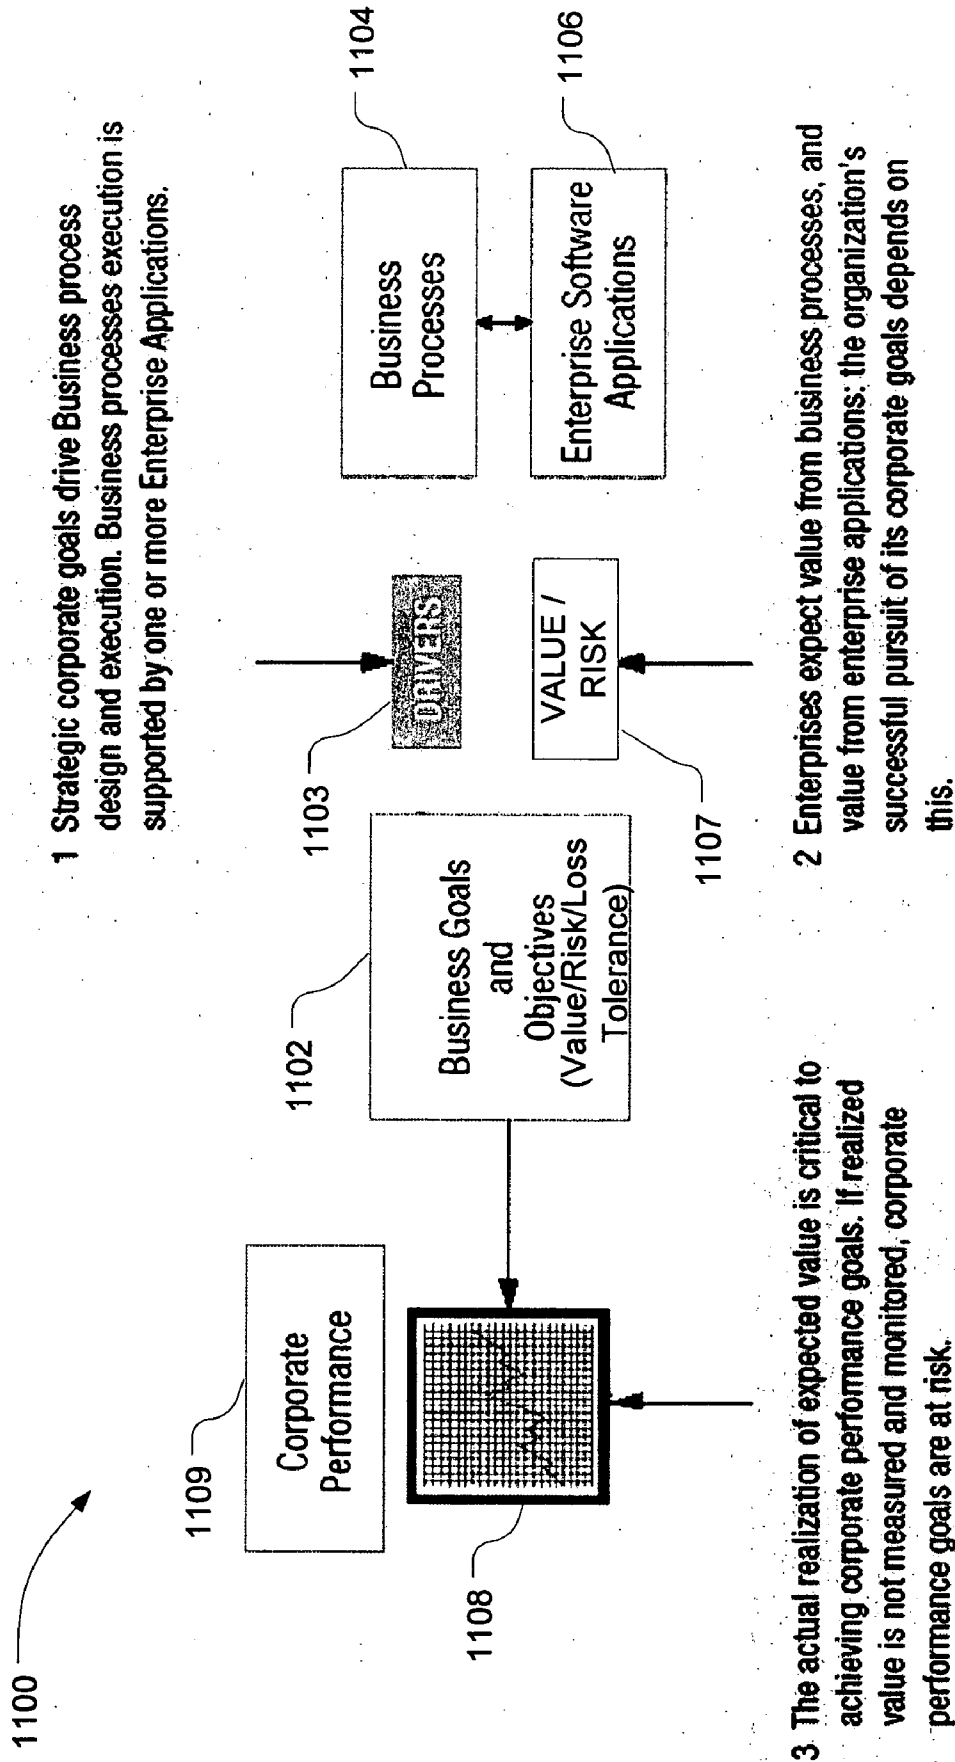 1100
1 Strategic corporate goals drive Business process
design and execution. Business processes execution is
supported by one or more Enterprise Applications.
1109
Corporate
Performance
1108
1102
Business Goals
and
Objectives
(Value/Risk/Loss
Tolerance)
1103
DRIVERS
VALUE /
RISK
1107
Business
Processes
1104
Enterprise Software
Applications
1106
3 The actual realization of expected value is critical to
achieving corporate performance goals. If realized
value is not measured and monitored, corporate
performance goals are at risk.
2 Enterprises expect value from business processes, and
value from enterprise applications: the organization's
successful pursuit of its corporate goals depends on
this.